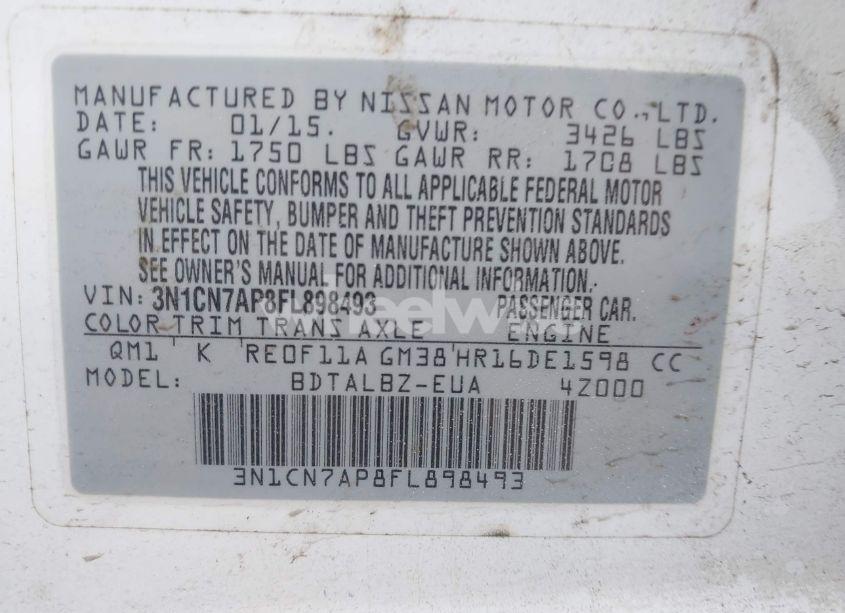 MANUFACTURED BY NISSAN MOTOR CO.,LTD.
DATE: 01/15. GVWR: 3426 LBS
GAWR FR: 1750 LBS GAWR RR: 1708 LBS
THIS VEHICLE CONFORMS TO ALL APPLICABLE FEDERAL MOTOR
VEHICLE SAFETY, BUMPER AND THEFT PREVENTION STANDARDS
IN EFFECT ON THE DATE OF MANUFACTURE SHOWN ABOVE.
SEE OWNER'S MANUAL FOR ADDITIONAL INFORMATION.
VIN: 3N1CN7AP8FL898493 PASSENGER CAR.
COLOR TRIM TRANS AXLE ENGINE
QM1 K RE0F11A GM38 HR16DE1598 CC
MODEL: BDTALBZ-EUA 4Z000
3N1CN7AP8FL898493